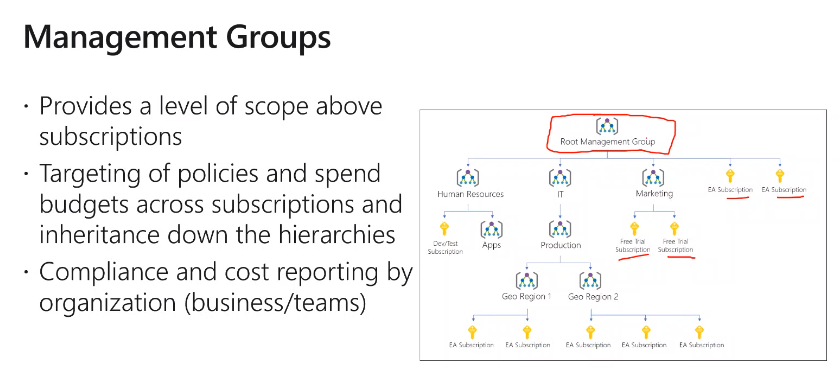 Management Groups
· Provides a level of scope above
subscriptions
· Targeting of policies and spend
budgets across subscriptions and
inheritance down the hierarchies
· Compliance and cost reporting by
organization (business/teams)
Root Management Group
Human Resources
IT
Marketing
EA Subscription
EA Subscription
Dev/Test
Subscription
Apps
Production
Free Trial
Subscription
Free Trial
Subscription
Geo Region 1
Geo Region 2
EA Subscription
EA Subscription
EA Subscription
EA Subscription
EA Subscription